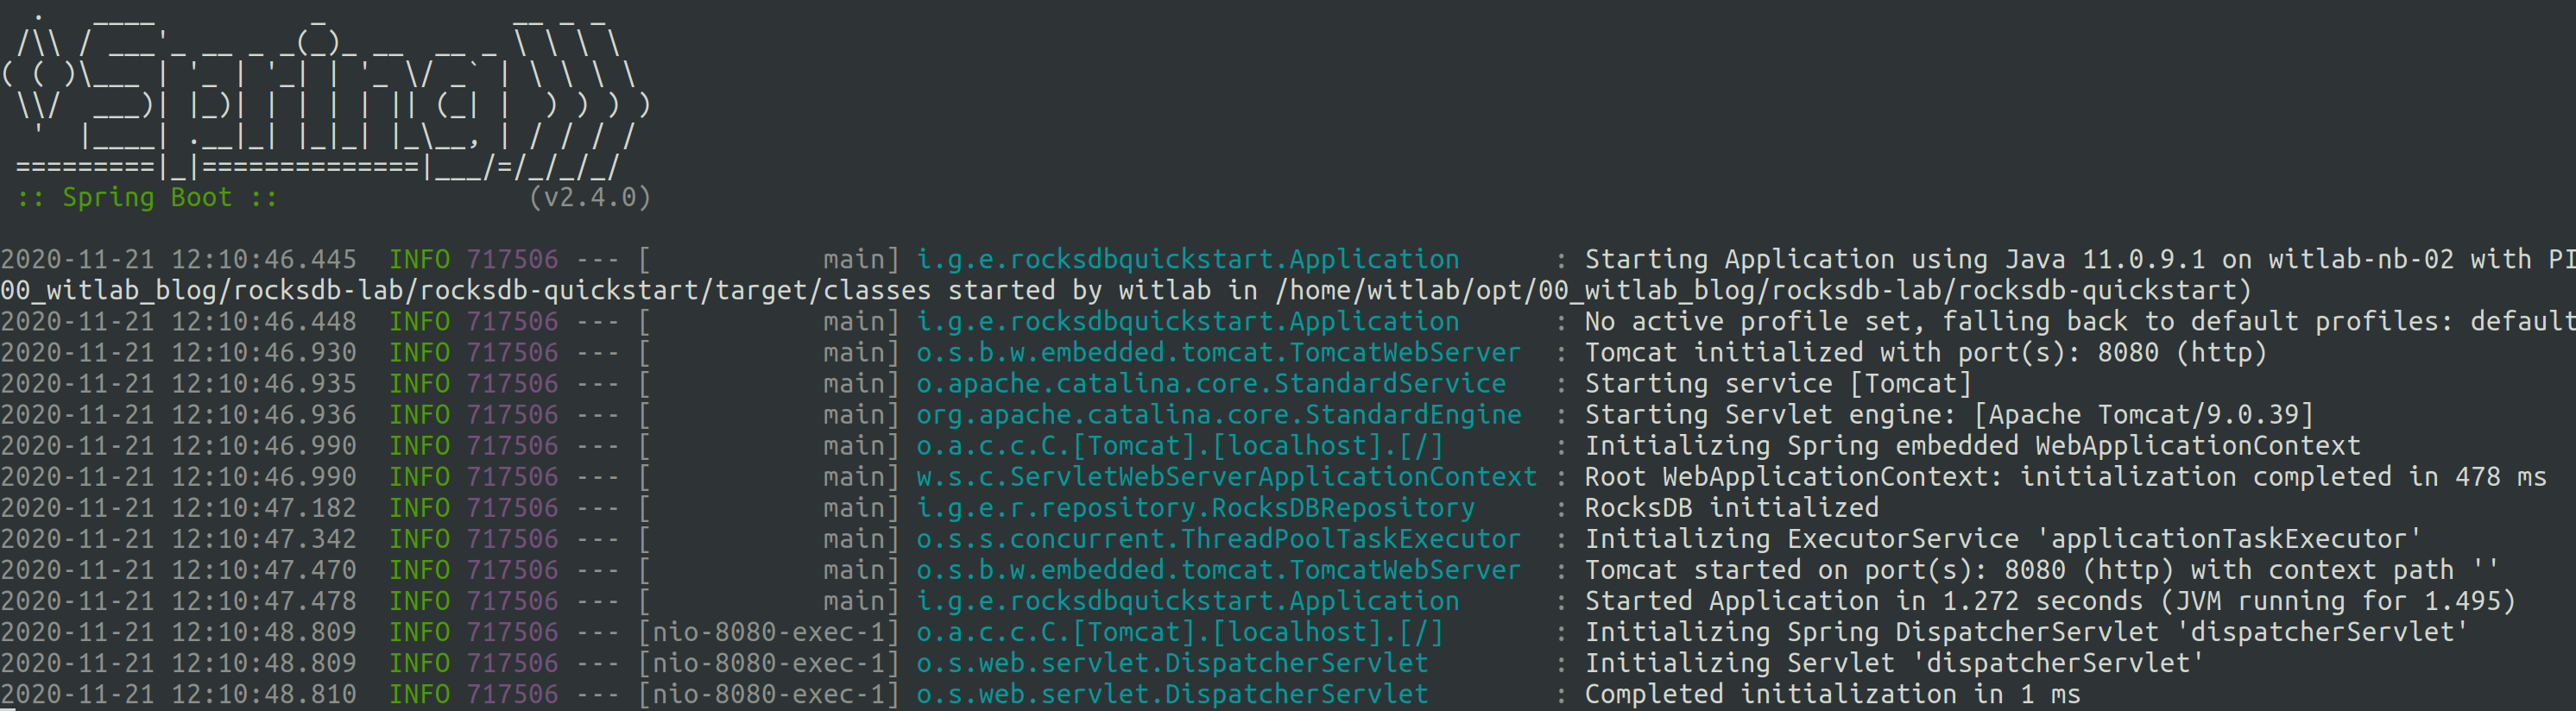 .   ____          _            __ _ _
 /\\ / ___'_ __ _ _(_)_ __  __ _ \ \ \ \
( ( )\___ | '_ | '_| | '_ \/ _` | \ \ \ \
 \\/  ___)| |_)| | | | | || (_| |  ) ) ) )
  '  |____| .__|_| |_|_| |_\__, | / / / /
 =========|_|==============|___/=/_/_/_/
 :: Spring Boot ::                (v2.4.0)

2020-11-21 12:10:46.445  INFO 717506 --- [           main] i.g.e.rocksdbquickstart.Application      : Starting Application using Java 11.0.9.1 on witlab-nb-02 with PI
00_witlab_blog/rocksdb-lab/rocksdb-quickstart/target/classes started by witlab in /home/witlab/opt/00_witlab_blog/rocksdb-lab/rocksdb-quickstart)
2020-11-21 12:10:46.448  INFO 717506 --- [           main] i.g.e.rocksdbquickstart.Application      : No active profile set, falling back to default profiles: default
2020-11-21 12:10:46.930  INFO 717506 --- [           main] o.s.b.w.embedded.tomcat.TomcatWebServer  : Tomcat initialized with port(s): 8080 (http)
2020-11-21 12:10:46.935  INFO 717506 --- [           main] o.apache.catalina.core.StandardService   : Starting service [Tomcat]
2020-11-21 12:10:46.936  INFO 717506 --- [           main] org.apache.catalina.core.StandardEngine  : Starting Servlet engine: [Apache Tomcat/9.0.39]
2020-11-21 12:10:46.990  INFO 717506 --- [           main] o.a.c.c.C.[Tomcat].[localhost].[/]       : Initializing Spring embedded WebApplicationContext
2020-11-21 12:10:46.990  INFO 717506 --- [           main] w.s.c.ServletWebServerApplicationContext : Root WebApplicationContext: initialization completed in 478 ms
2020-11-21 12:10:47.182  INFO 717506 --- [           main] i.g.e.r.repository.RocksDBRepository     : RocksDB initialized
2020-11-21 12:10:47.342  INFO 717506 --- [           main] o.s.s.concurrent.ThreadPoolTaskExecutor  : Initializing ExecutorService 'applicationTaskExecutor'
2020-11-21 12:10:47.470  INFO 717506 --- [           main] o.s.b.w.embedded.tomcat.TomcatWebServer  : Tomcat started on port(s): 8080 (http) with context path ''
2020-11-21 12:10:47.478  INFO 717506 --- [           main] i.g.e.rocksdbquickstart.Application      : Started Application in 1.272 seconds (JVM running for 1.495)
2020-11-21 12:10:48.809  INFO 717506 --- [nio-8080-exec-1] o.a.c.c.C.[Tomcat].[localhost].[/]       : Initializing Spring DispatcherServlet 'dispatcherServlet'
2020-11-21 12:10:48.809  INFO 717506 --- [nio-8080-exec-1] o.s.web.servlet.DispatcherServlet        : Initializing Servlet 'dispatcherServlet'
2020-11-21 12:10:48.810  INFO 717506 --- [nio-8080-exec-1] o.s.web.servlet.DispatcherServlet        : Completed initialization in 1 ms